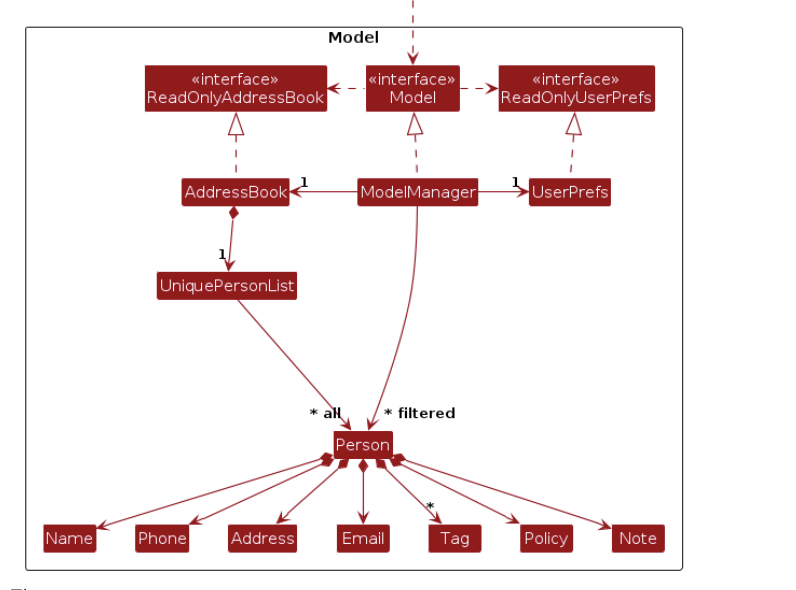 Model
«interface»
ReadOnlyAddressBook
«interface»
Model
«interface»
ReadOnlyUserPrefs
AddressBook
1
ModelManager
1
UserPrefs
1
UniquePersonList
* all
* filtered
Person
*
Name
Phone
Address
Email
Tag
Policy
Note